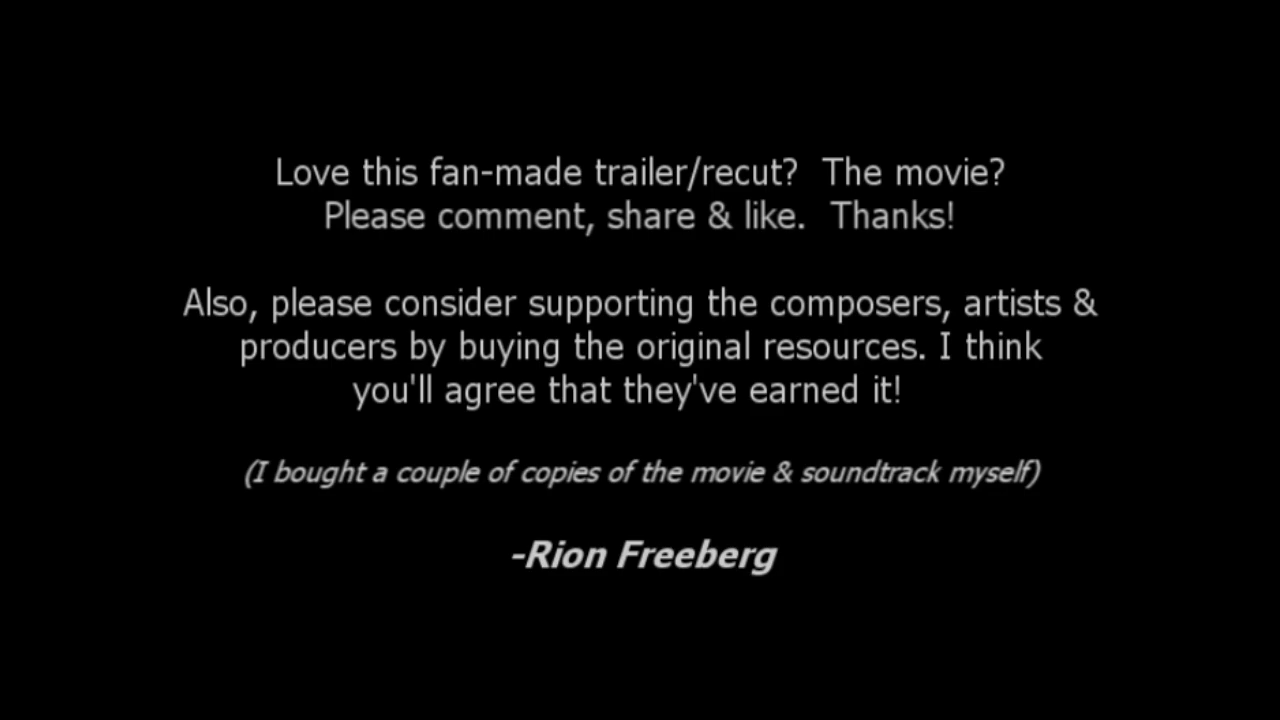 Love this fan-made trailer/recut?  The movie?
Please comment, share & like.  Thanks!
Also, please consider supporting the composers, artists &
producers by buying the original resources. I think
you'll agree that they've earned it!
(I bought a couple of copies of the movie & soundtrack myself)
-Rion Freeberg